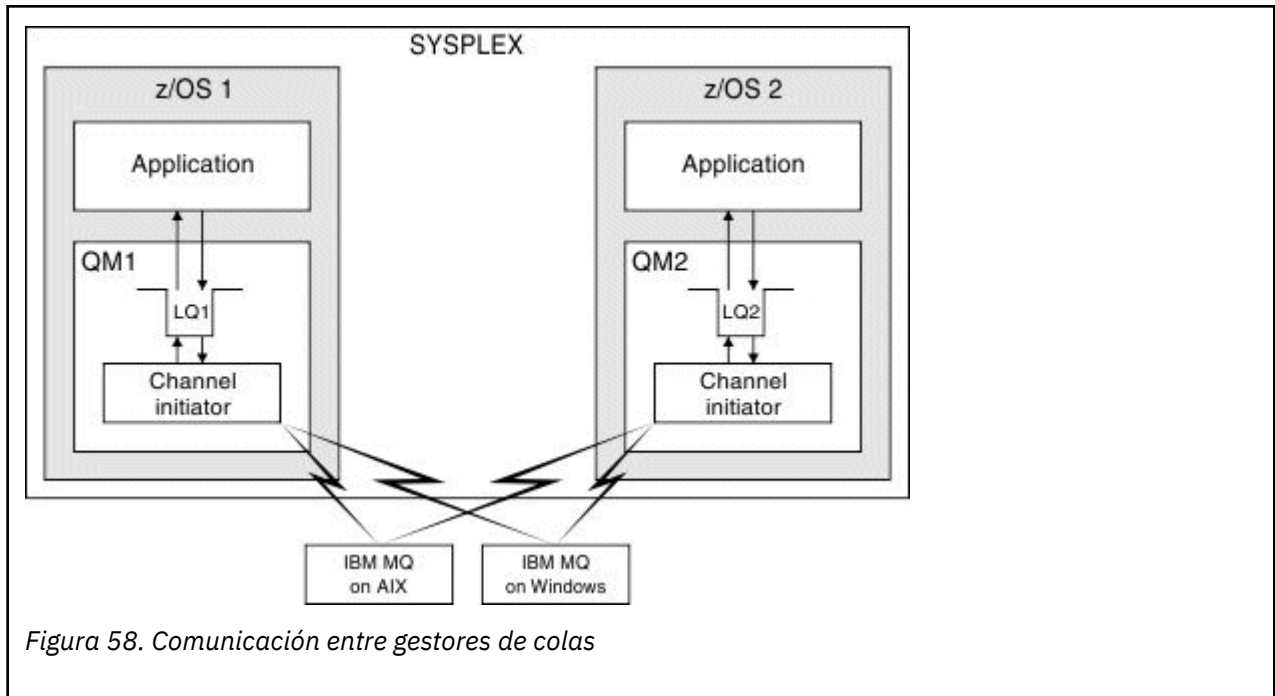 SYSPLEX
z/OS 1
Application
QM1
LQ1
Channel
initiator
z/OS 2
Application
QM2
LQ2
Channel
initiator
IBM MQ
on AIX
IBM MQ
on Windows
Figura 58. Comunicación entre gestores de colas